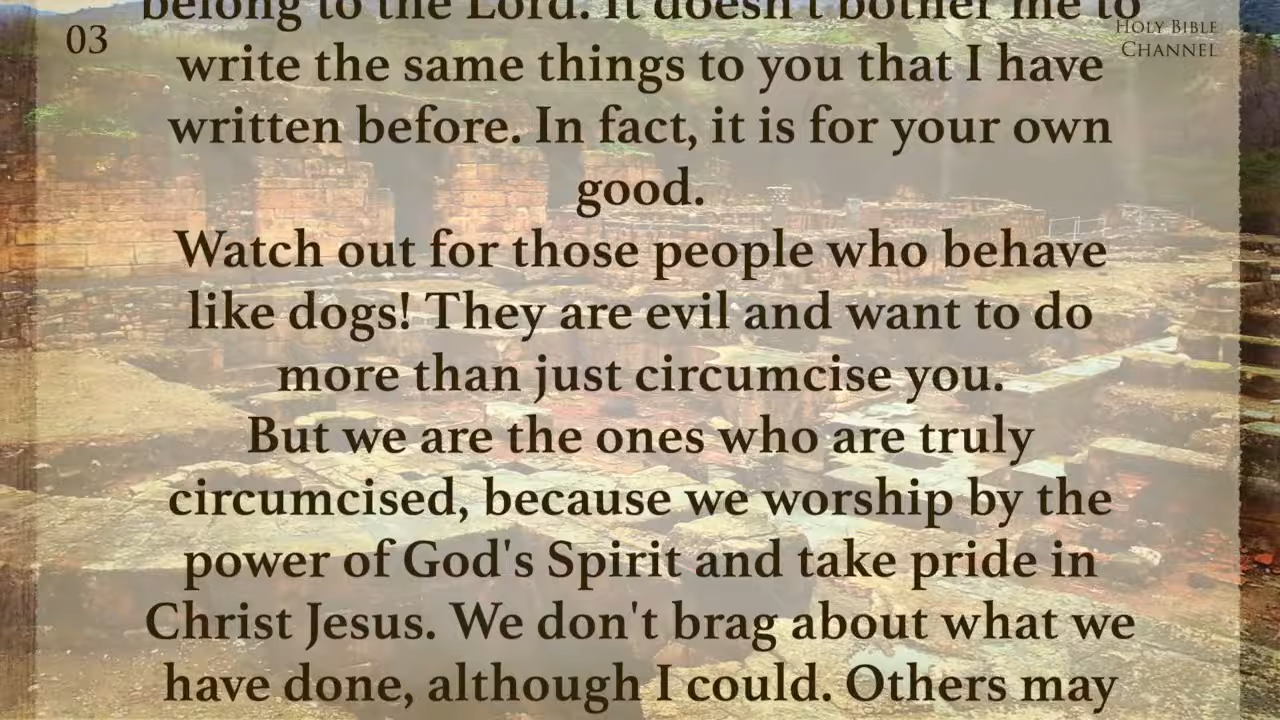 belong to the Lord. It doesn't bother me to
03
HOLY BIBLE
CHANNEL
write the same things to you that I have
written before. In fact, it is for your own
good.
Watch out for those people who behave
like dogs! They are evil and want to do
more than just circumcise you.
But we are the ones who are truly
circumcised, because we worship by the
power of God's Spirit and take pride in
Christ Jesus. We don't brag about what we
have done, although I could. Others may